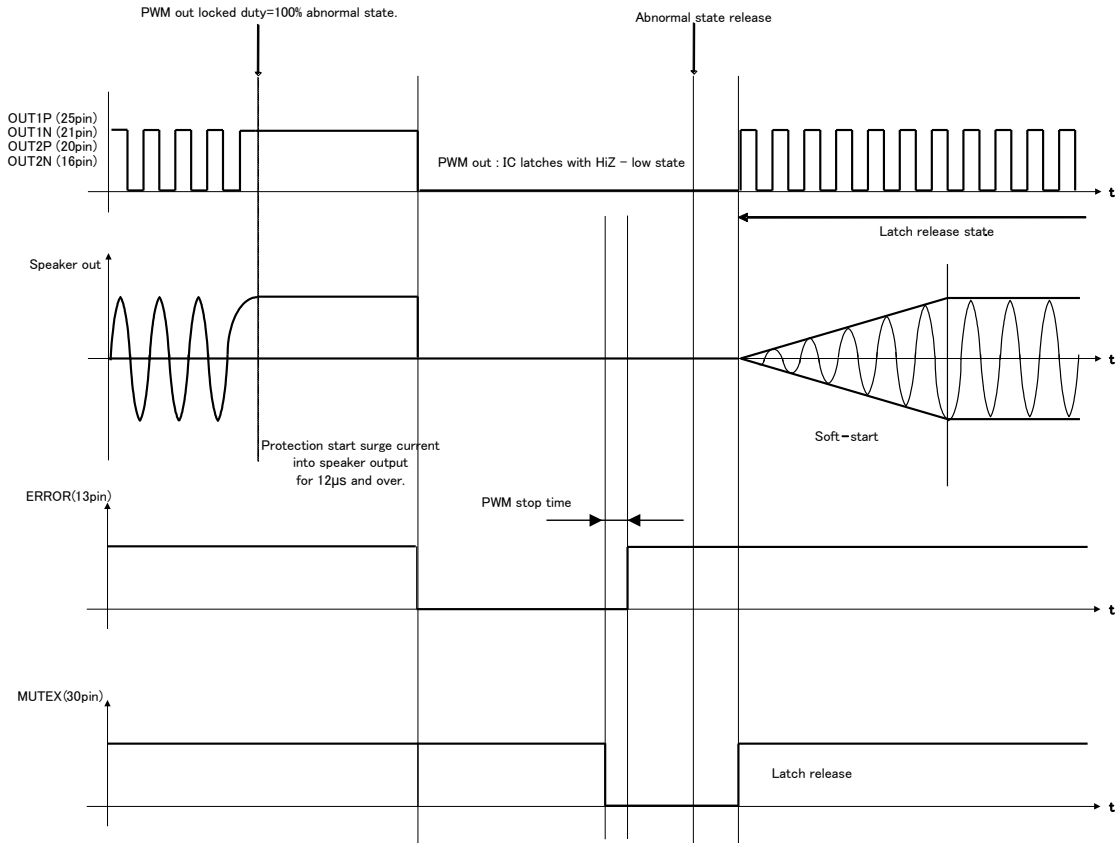 PWM out locked duty=100% abnormal state.
Abnormal state release
OUT1P (25pin)
OUT1N (21pin)
OUT2P (20pin)
OUT2N (16pin)
PWM out : IC latches with HiZ - low state
t
Latch release state
Speaker out
t
Soft-start
Protection start surge current
into speaker output
for 12μs and over.
ERROR(13pin)
PWM stop time
t
MUTEX(30pin)
Latch release
t